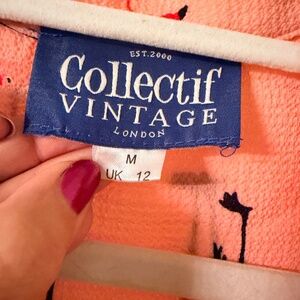 EST.2000
Collectif
VINTAGE
LONDON
M
UK 12